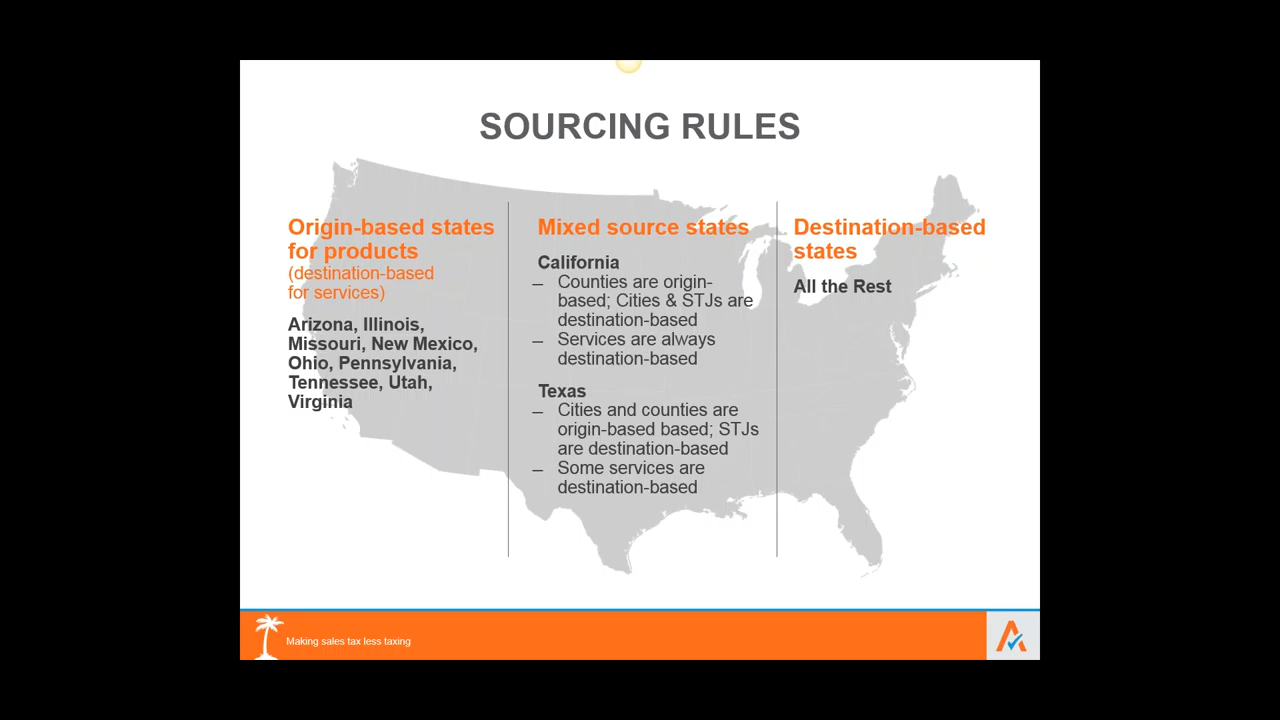 SOURCING RULES
Origin-based states
for products
(destination-based
for services)
Arizona, Illinois,
Missouri, New Mexico,
Ohio, Pennsylvania,
Tennessee, Utah,
Virginia
Mixed source states
California
– Counties are origin-
based; Cities & STJs are
destination-based
– Services are always
destination-based
Texas
– Cities and counties are
origin-based based; STJs
are destination-based
– Some services are
destination-based
Destination-based
states
All the Rest
Making sales tax less taxing